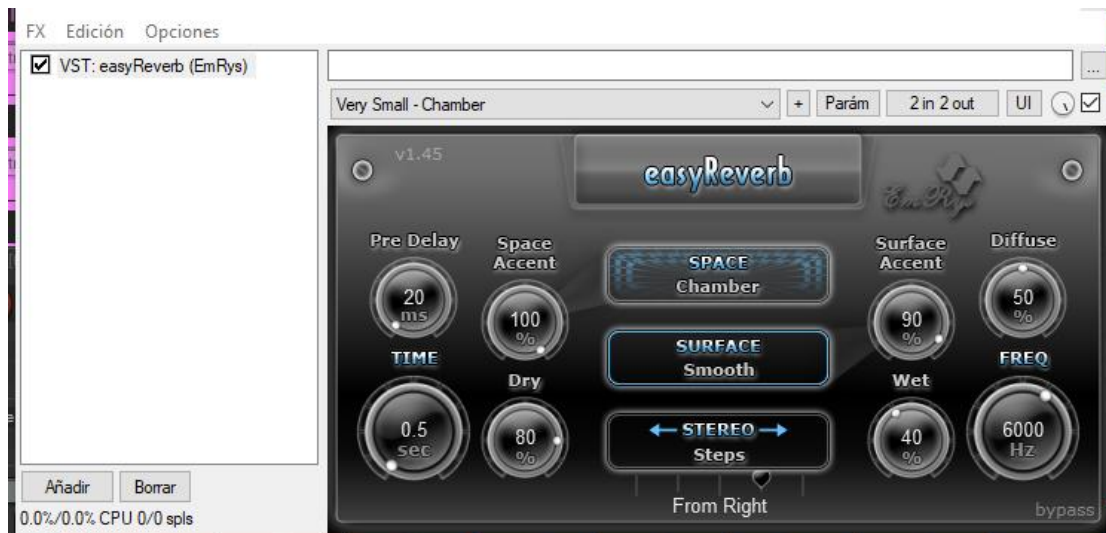 FX Edición Opciones
VST: easyReverb (EmRys)
...
Very Small - Chamber
+ Parám 2 in 2 out UI
v1.45
easyReverb
EmRys
Pre Delay
20
ms
Space
Accent
100
%
SPACE
Chamber
Surface
Accent
90
%
Diffuse
50
%
TIME
0.5
sec
Dry
80
%
SURFACE
Smooth
Wet
40
%
FREQ
6000
Hz
STEREO
Steps
From Right
bypass
Añadir Borrar
0.0%/0.0% CPU 0/0 spls